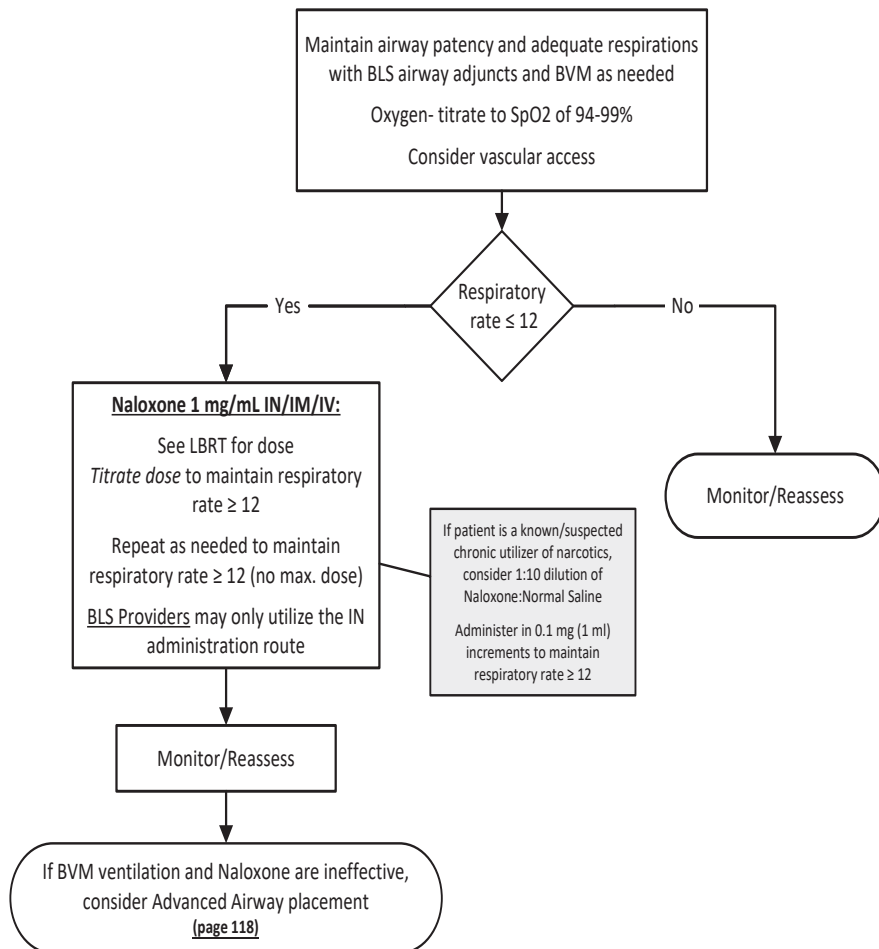 Maintain airway patency and adequate respirations
with BLS airway adjuncts and BVM as needed
Oxygen- titrate to SpO2 of 94-99%
Consider vascular access
Respiratory
rate ≤ 12
Yes
No
Naloxone 1 mg/mL IN/IM/IV:
See LBRT for dose
Titrate dose to maintain respiratory
rate ≥ 12
Repeat as needed to maintain
respiratory rate ≥ 12 (no max. dose)
BLS Providers may only utilize the IN
administration route
Monitor/Reassess
If patient is a known/suspected
chronic utilizer of narcotics,
consider 1:10 dilution of
Naloxone:Normal Saline
Administer in 0.1 mg (1 ml)
increments to maintain
respiratory rate ≥ 12
Monitor/Reassess
If BVM ventilation and Naloxone are ineffective,
consider Advanced Airway placement
(page 118)